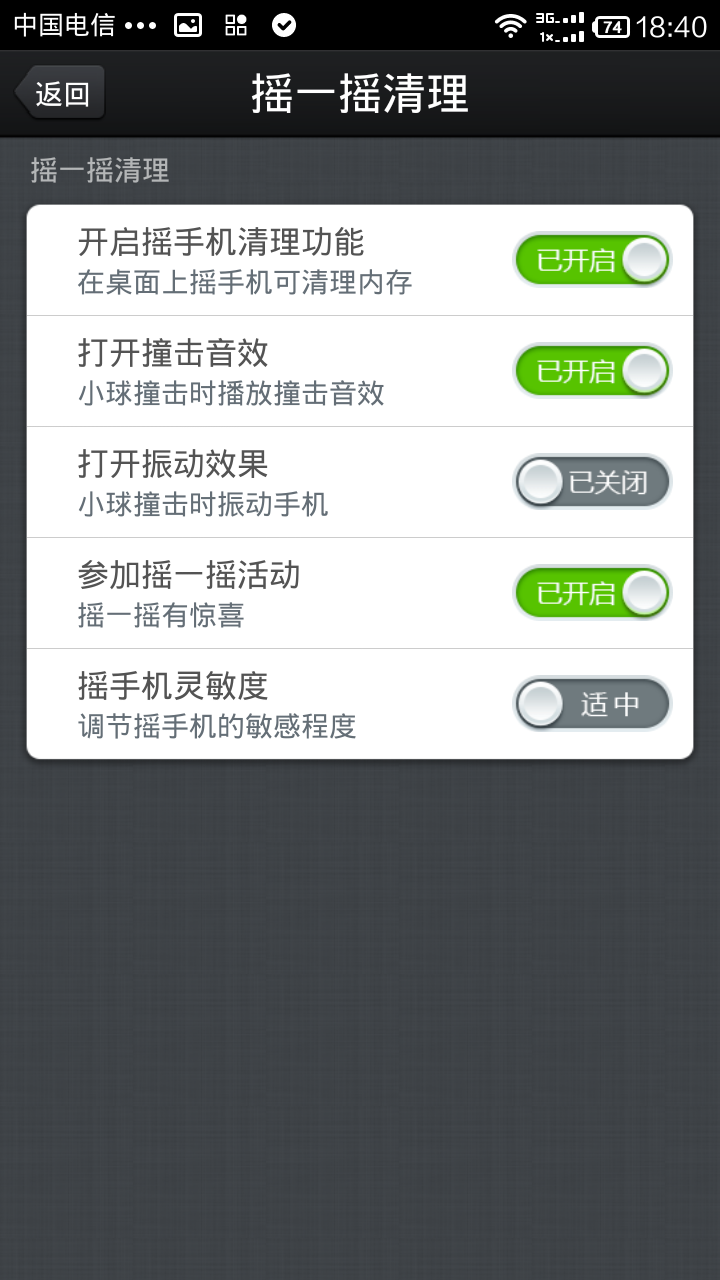 中国电信 ••• 3G 1x 74 18:40
返回 摇一摇清理
摇一摇清理
开启摇手机清理功能
在桌面上摇手机可清理内存
已开启
打开撞击音效
小球撞击时播放撞击音效
已开启
打开振动效果
小球撞击时振动手机
已关闭
参加摇一摇活动
摇一摇有惊喜
已开启
摇手机灵敏度
调节摇手机的敏感程度
适中